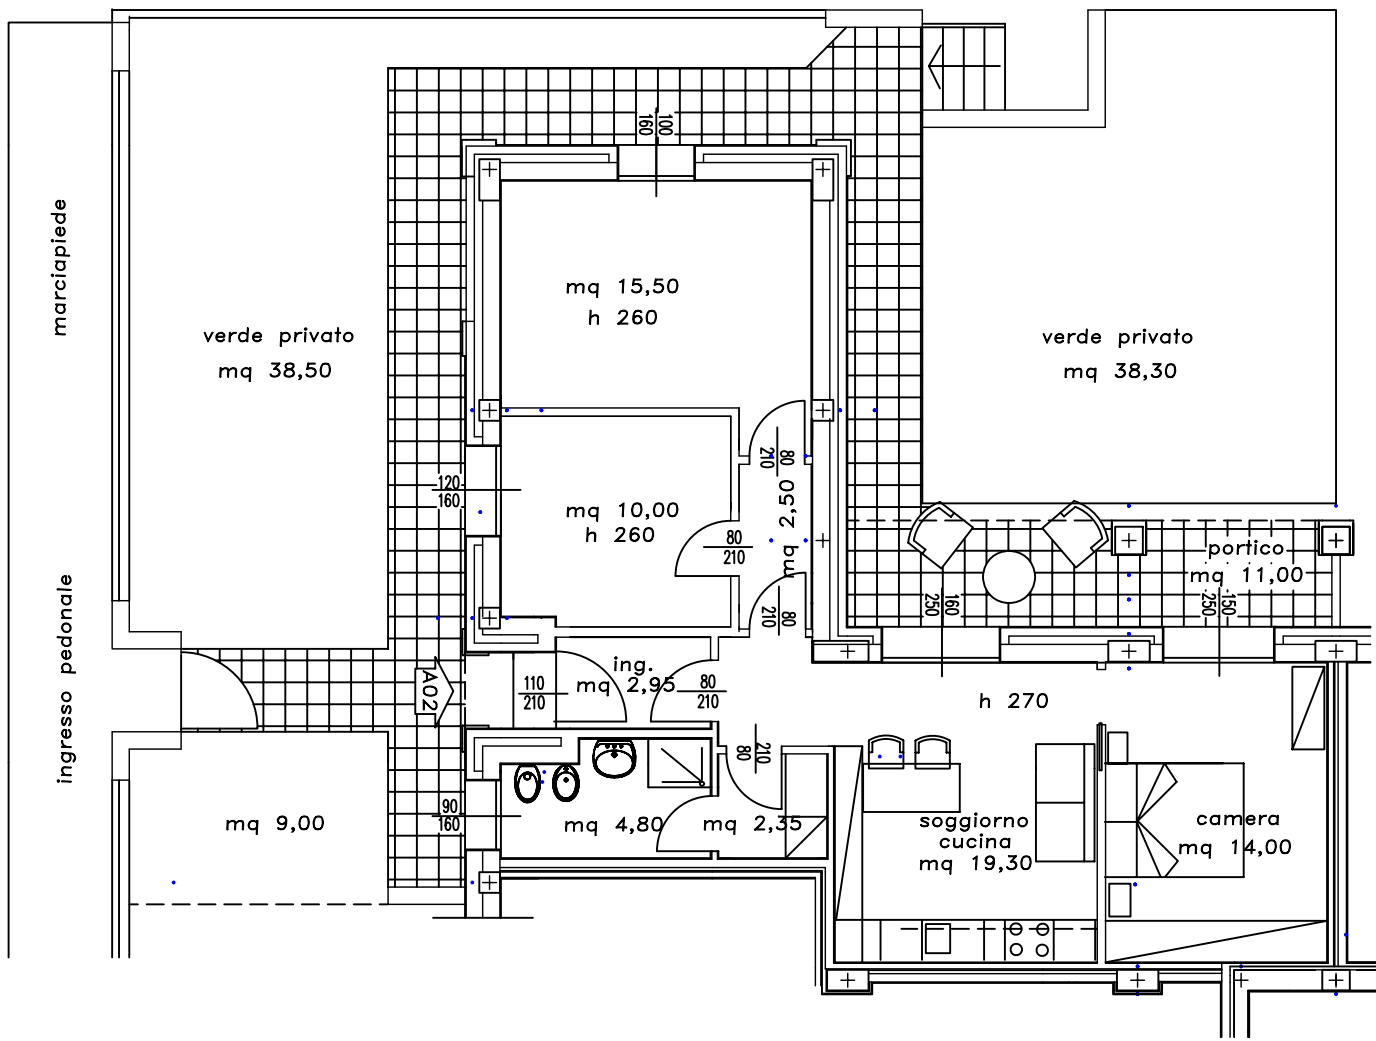 100
160
marciapiede
mq 15,50
h 260
verde privato
mq 38,50
verde privato
mq 38,30
80
210
120
160
mq 10,00
h 260
mq 2,50
80
210
portico
mq 11,00
160
250
150
250
80
210
ingresso pedonale
A02
110
210
ing.
mq 2,95
80
210
h 270
210
80
90
160
mq 9,00
mq 4,80
mq 2,35
soggiorno
cucina
mq 19,30
camera
mq 14,00